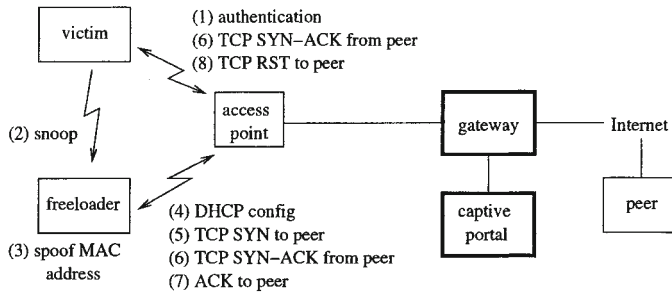 (1) authentication
(6) TCP SYN–ACK from peer
(8) TCP RST to peer
victim
(2) snoop
access
point
gateway
Internet
freeloader
(3) spoof MAC
address
(4) DHCP config
(5) TCP SYN to peer
(6) TCP SYN–ACK from peer
(7) ACK to peer
captive
portal
peer